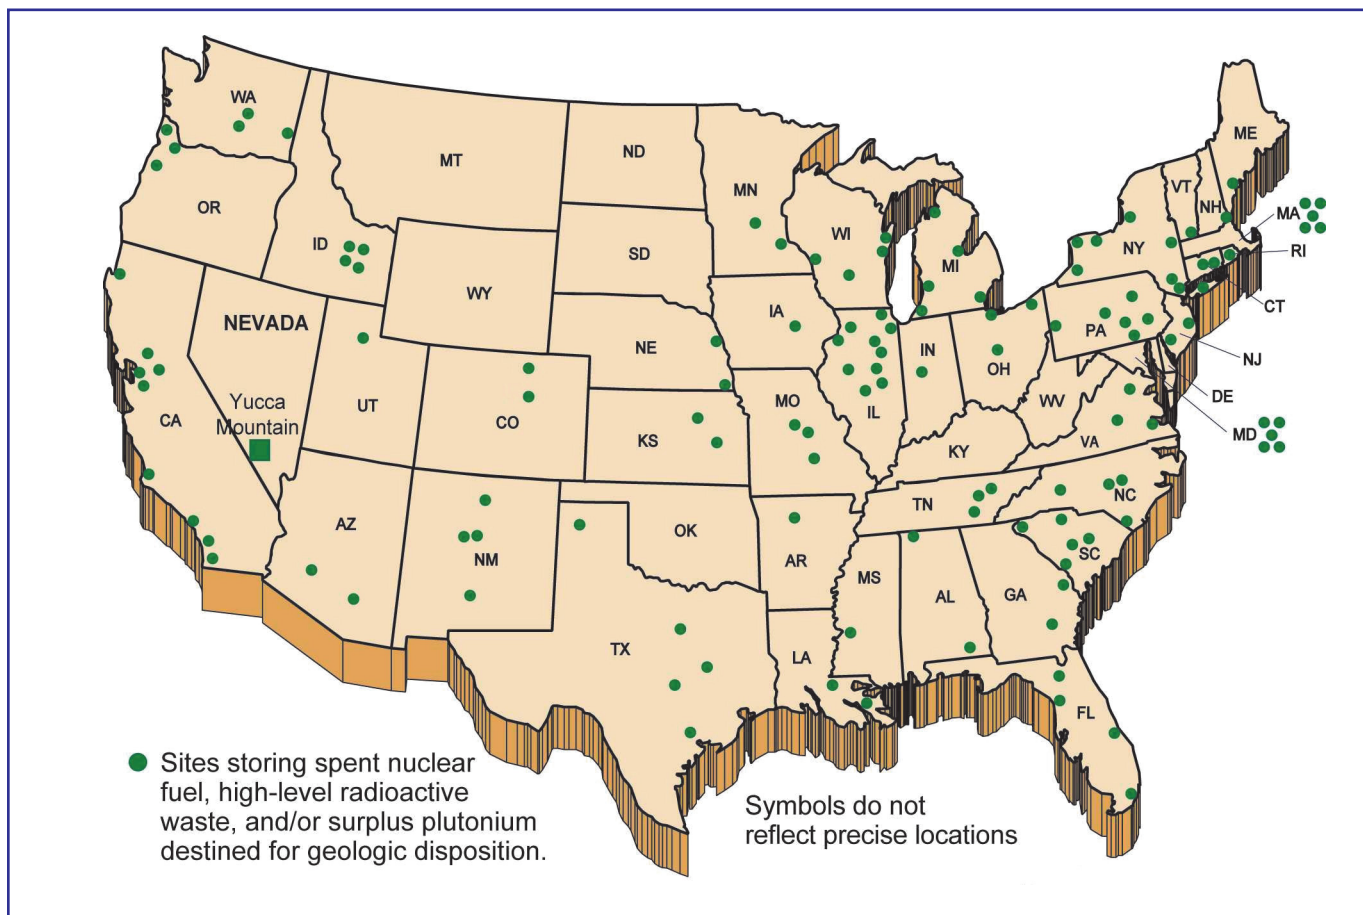 WA
MT
ND
MN
ME
VT
NH
MA
OR
ID
SD
WI
MI
NY
RI
WY
CT
NEVADA
IA
PA
NE
IN
OH
NJ
UT
CO
Yucca
Mountain
CA
KS
MO
IL
WV
DE
VA
MD
KY
AZ
NM
OK
TN
NC
AR
SC
MS
AL
GA
TX
LA
FL
Sites storing spent nuclear
fuel, high-level radioactive
waste, and/or surplus plutonium
destined for geologic disposition.
Symbols do not
reflect precise locations